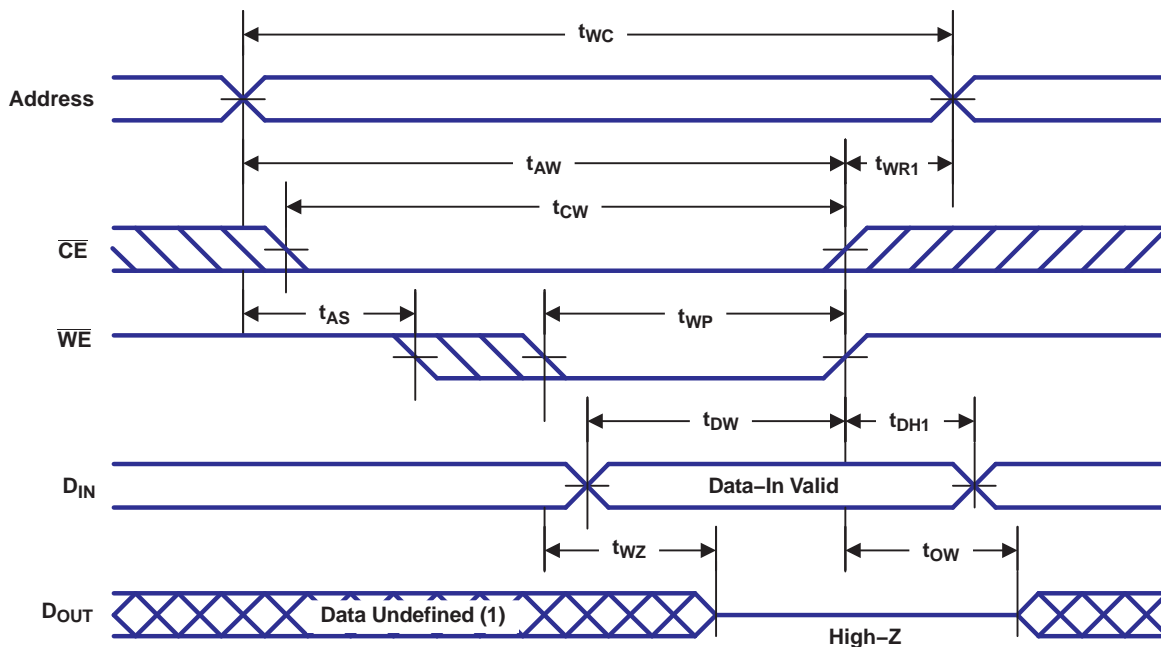 tWC
Address
tAW
tWR1
tCW
CE
tAS
tWP
WE
tDW
tDH1
DIN
Data–In Valid
tWZ
tOW
DOUT
Data Undefined (1)
High–Z